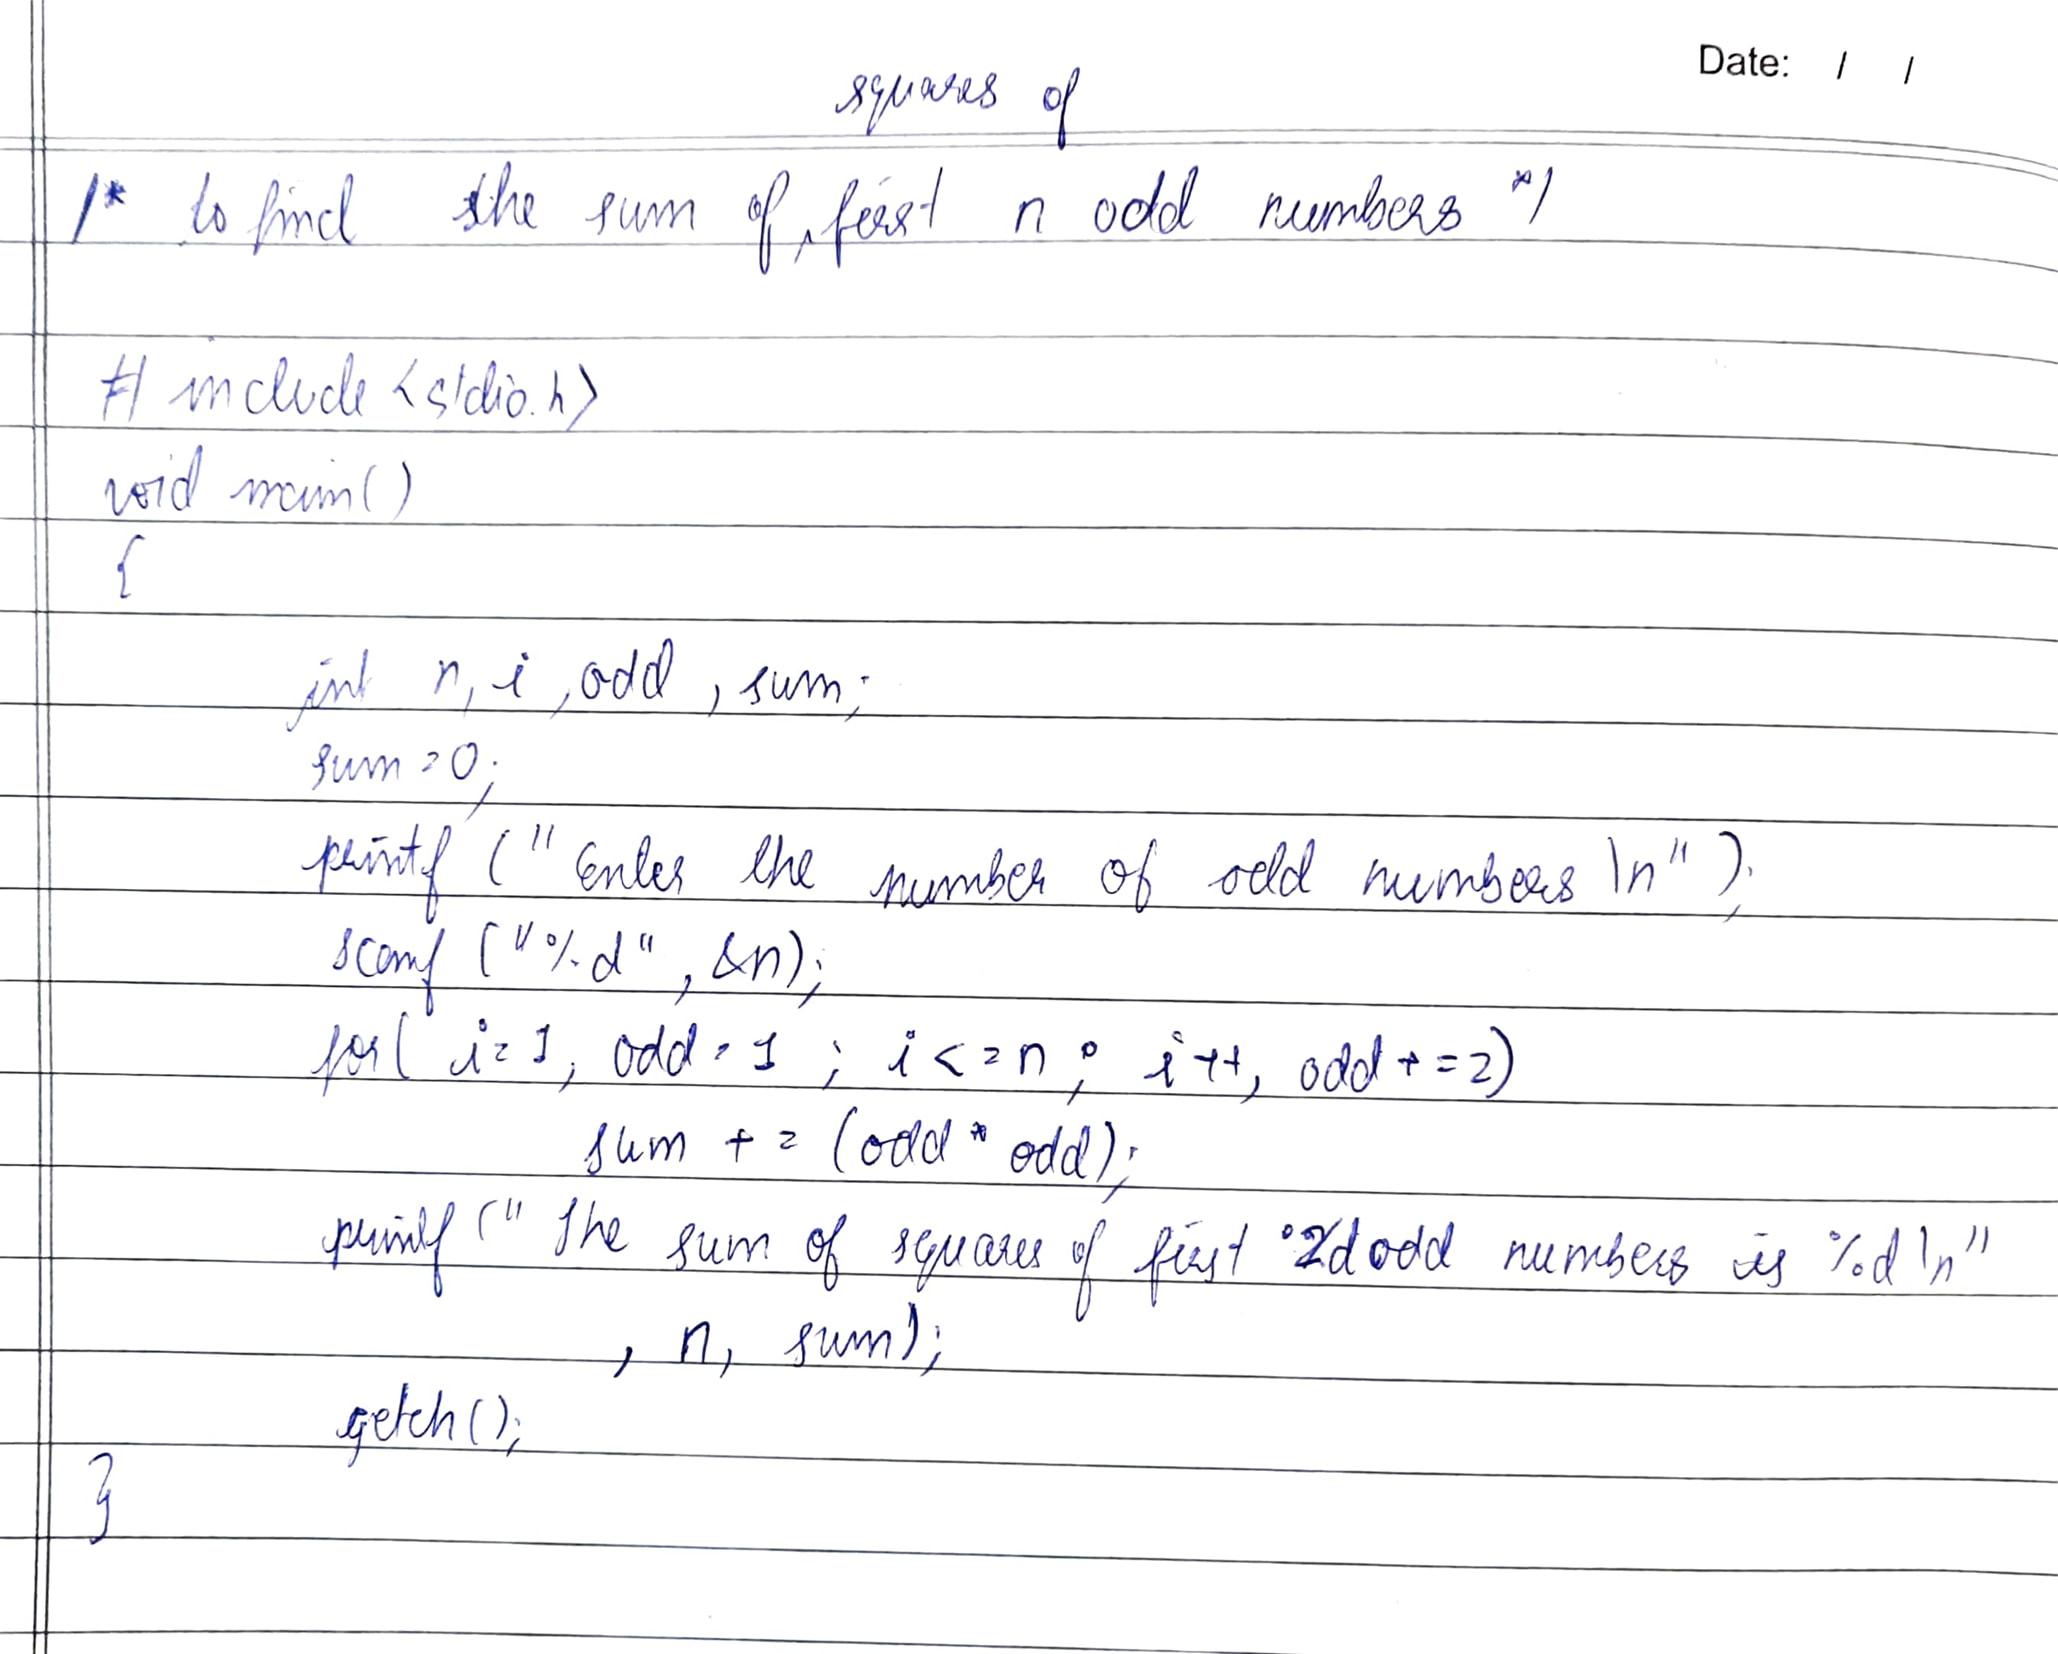 Date: / /
squares of
/* to find the sum of first n odd numbers */
# include <stdio.h>
void main()
{
int n, i, odd, sum;
sum=0;
printf ("Enter the number of odd numbers \n");
scanf ("%d", &n);
for( i=1, odd=1 ; i<=n ; i++, odd+=2)
sum += (odd * odd);
printf ("The sum of squares of first %d odd numbers is %d \n"
, n, sum);
getch();
}